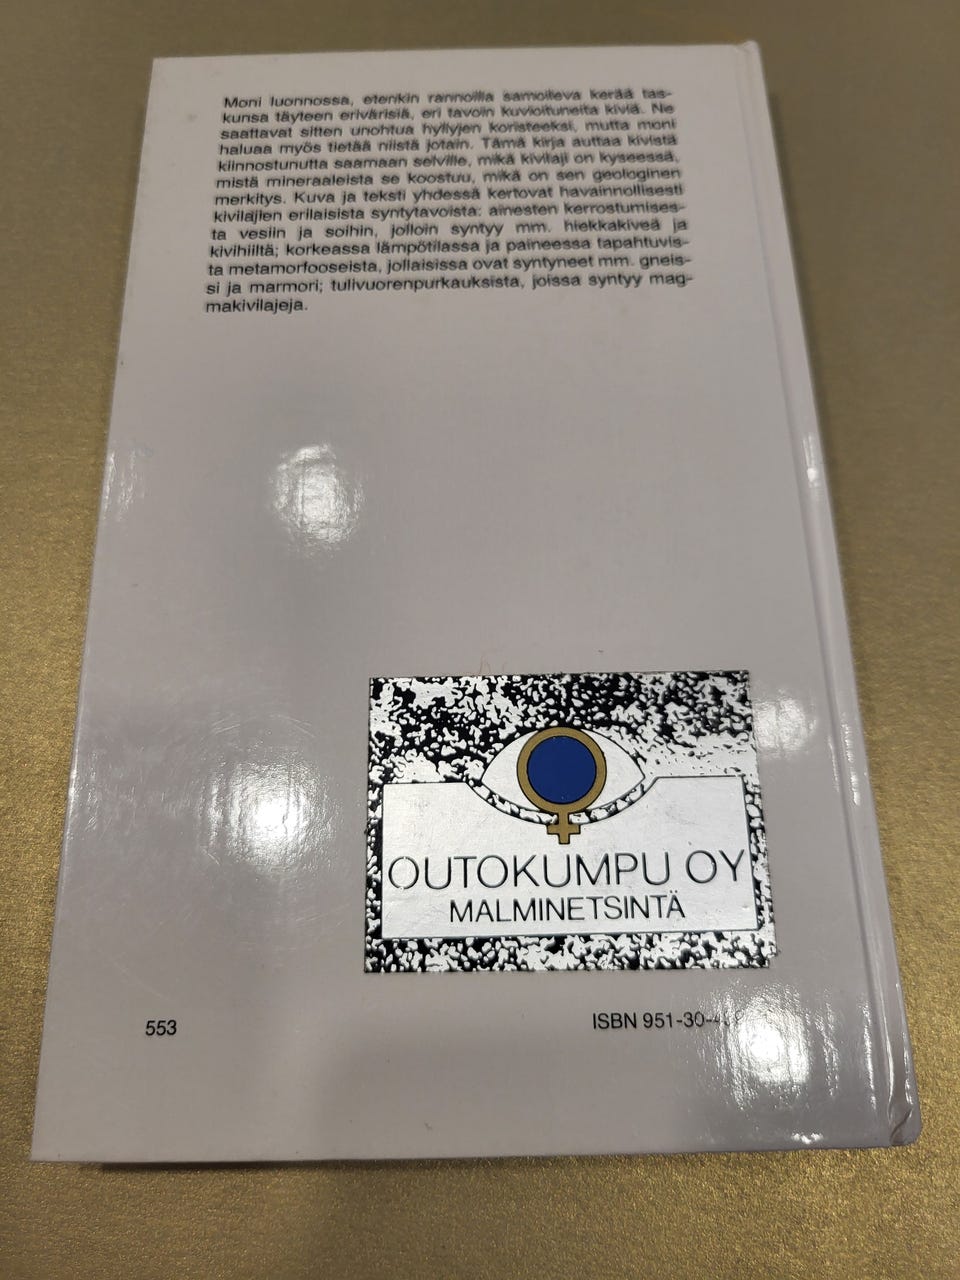 Moni luonnossa, etenkin rannoilla samoileva kerää tas-
kunsa täyteen erivärisiä, eri tavoin kuvioituneita kiviä. Ne
saattavat sitten unohtua hyllyjen koristeeksi, mutta moni
haluaa myös tietää niistä jotain. Tämä kirja auttaa kivistä
kiinnostunutta saamaan selville, mikä kivilaji on kyseessä,
mistä mineraaleista se koostuu, mikä on sen geologinen
merkitys. Kuva ja teksti yhdessä kertovat havainnollisesti
kivilajien erilaisista syntytavoista: ainesten kerrostumises-
ta vesiin ja soihin, jolloin syntyy mm. hiekkakiveä ja
kivihiiltä; korkeassa lämpötilassa ja paineessa tapahtuvis-
ta metamorfooseista, jollaisissa ovat syntyneet mm. gneis-
si ja marmori; tulivuorenpurkauksista, joissa syntyy mag-
makivilajeja.
OUTOKUMPU OY
MALMINETSINTÄ
553
ISBN 951-30-